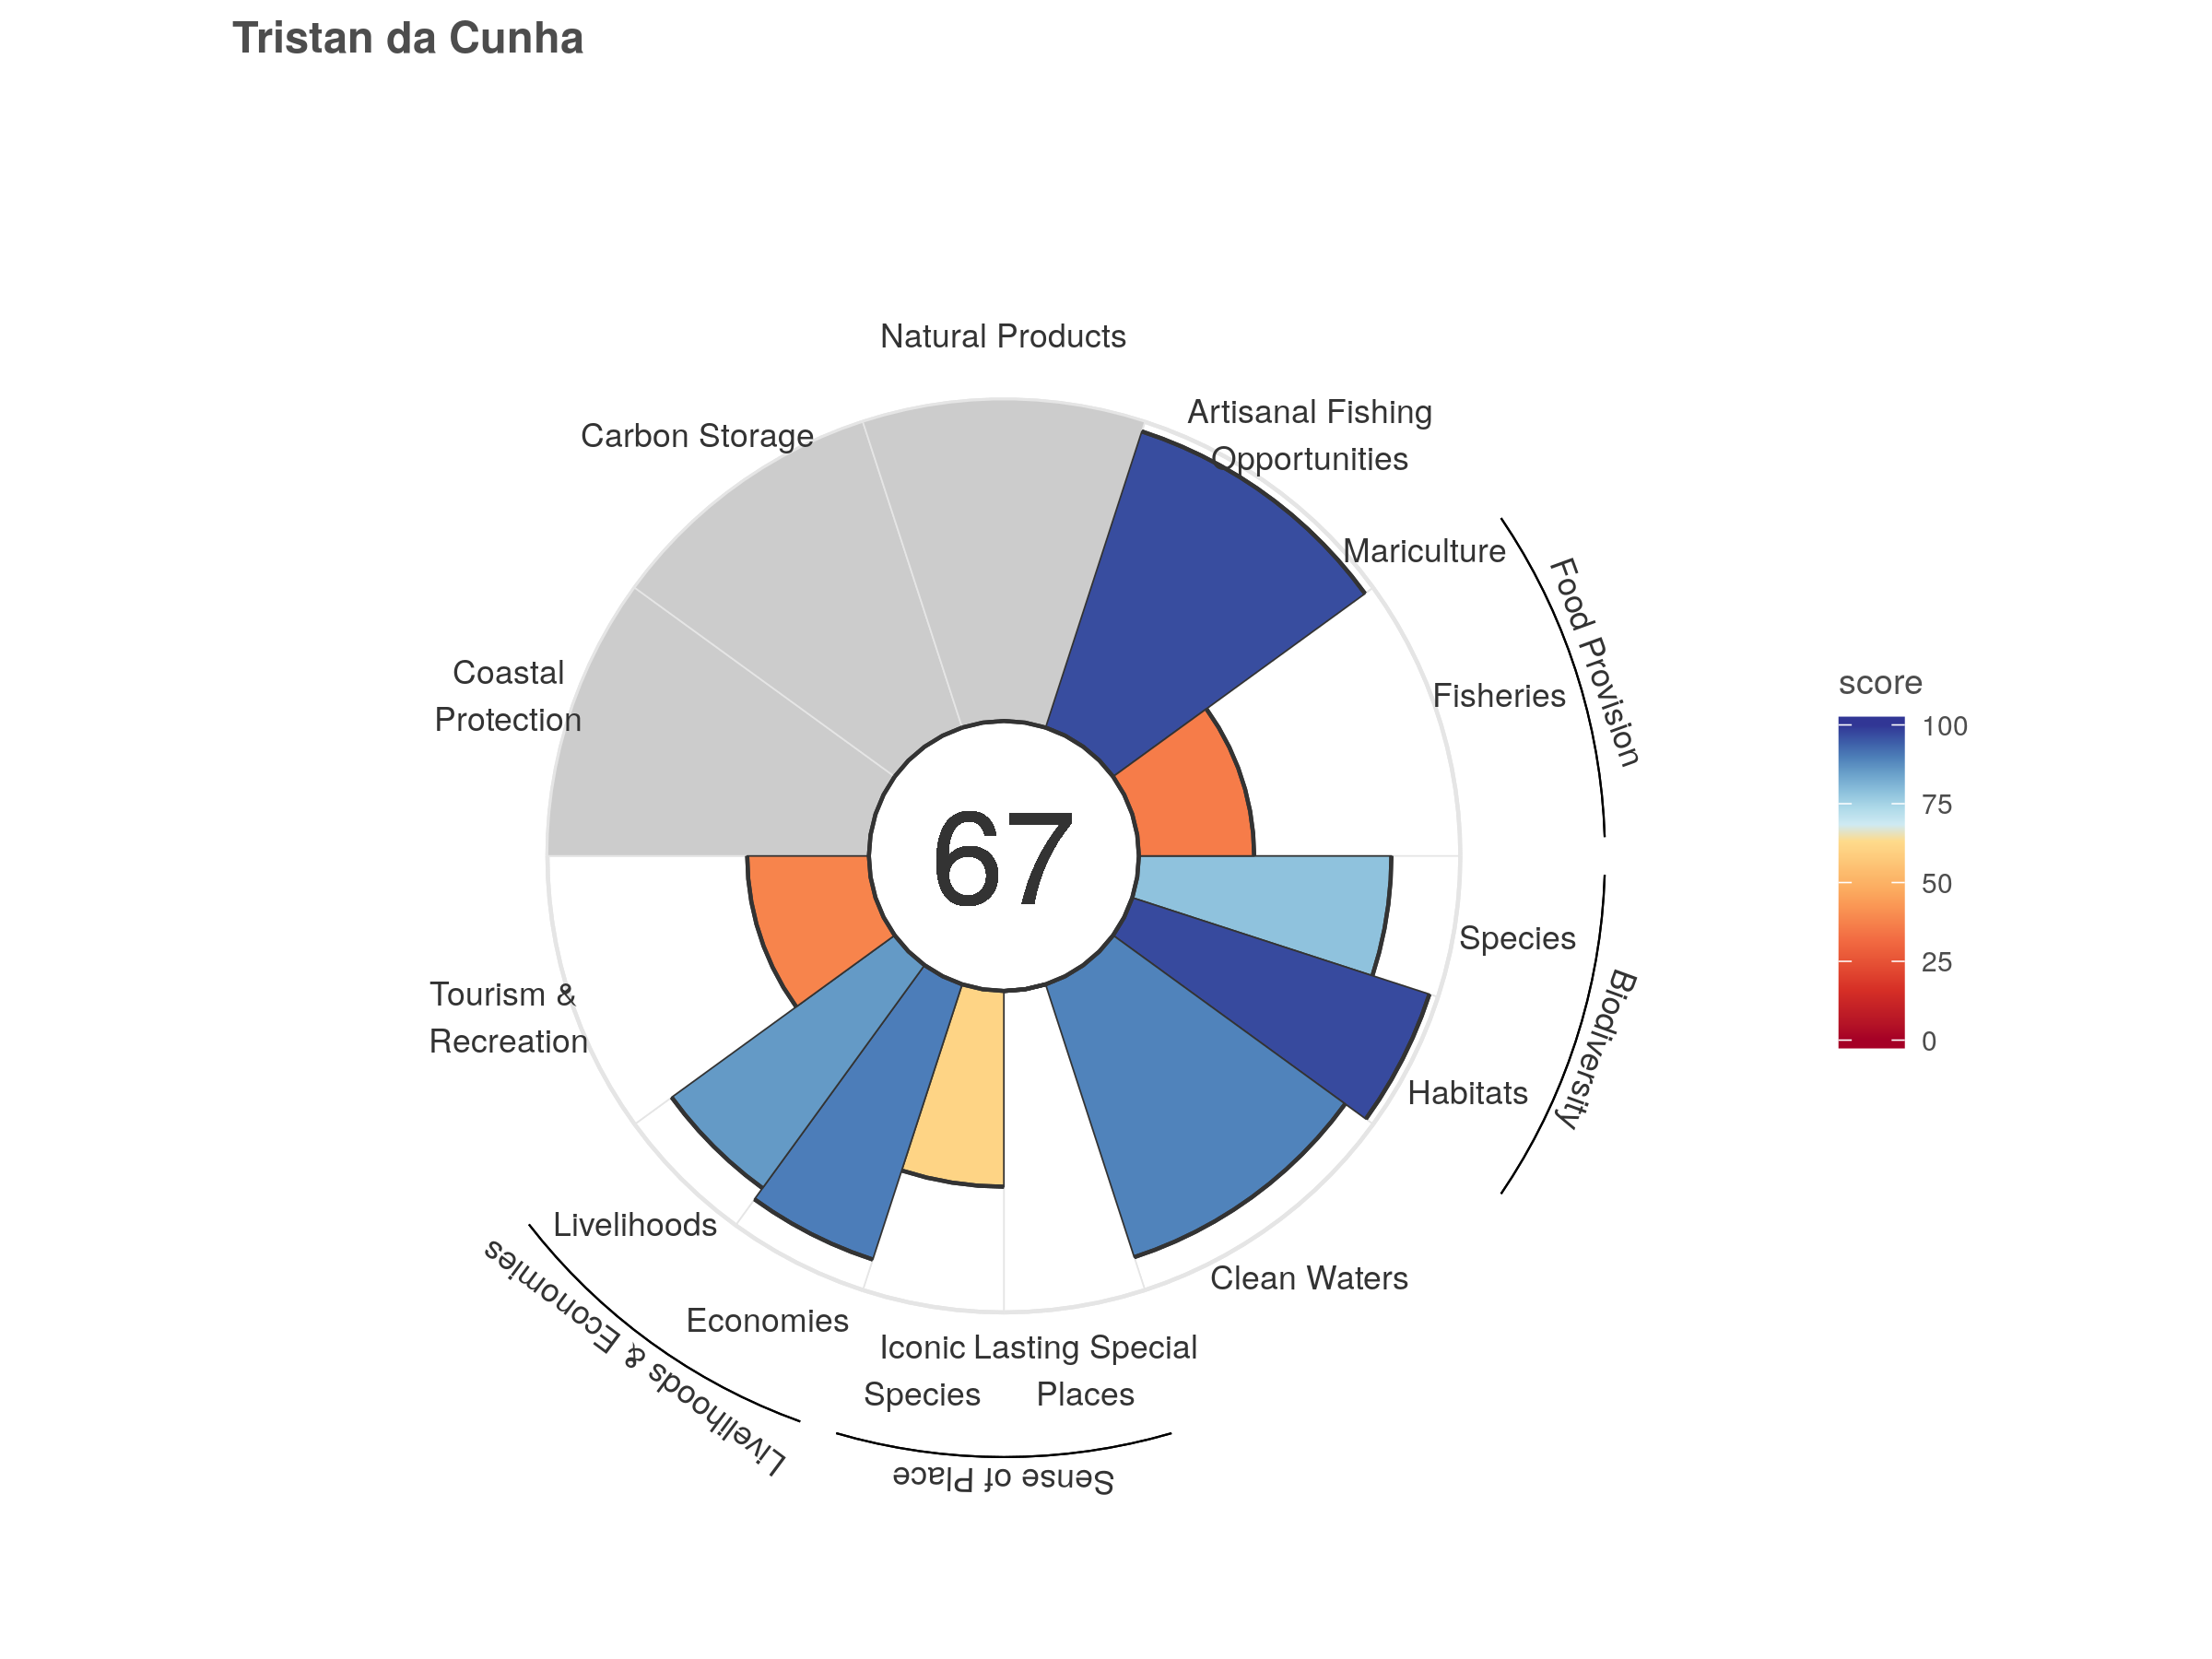 Tristan da Cunha
Natural Products
Artisanal Fishing
Opportunities
Carbon Storage
Mariculture
Food Provision
Coastal
Protection
Fisheries
67
Species
Biodiversity
Habitats
Tourism &
Recreation
Clean Waters
Livelihoods
Economies
Livelihoods & Economies
Iconic
Species
Lasting Special
Places
Sense of Place
score
100
75
50
25
0